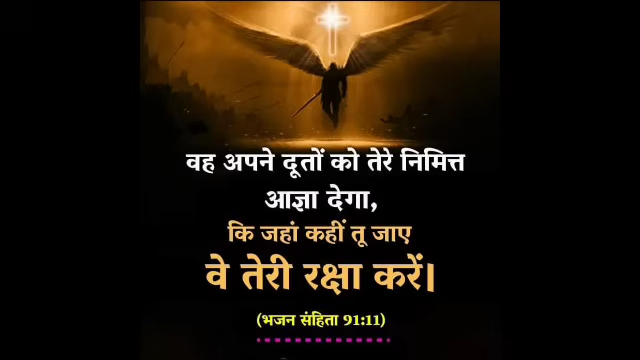 वह अपने दूतों को तेरे निमित्त
आज्ञा देगा,
कि जहां कहीं तू जाए
वे तेरी रक्षा करें।
(भजन संहिता 91:11)